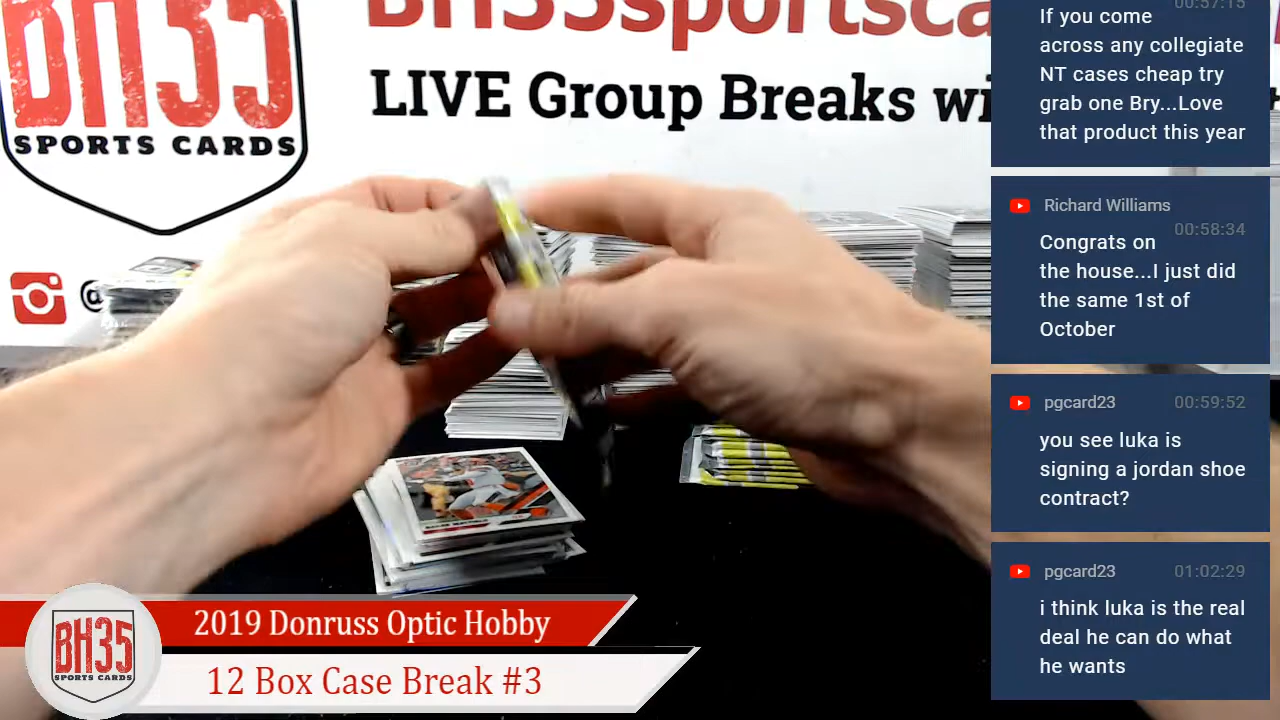 BH35
SPORTS CARDS
BH35sportsca
LIVE Group Breaks wi
@
00:57:15
If you come
across any collegiate
NT cases cheap try
grab one Bry...Love
that product this year
Richard Williams
00:58:34
Congrats on
the house...I just did
the same 1st of
October
pgcard23 00:59:52
you see luka is
signing a jordan shoe
contract?
pgcard23 01:02:29
i think luka is the real
deal he can do what
he wants
BH35
SPORTS CARDS
2019 Donruss Optic Hobby
12 Box Case Break #3